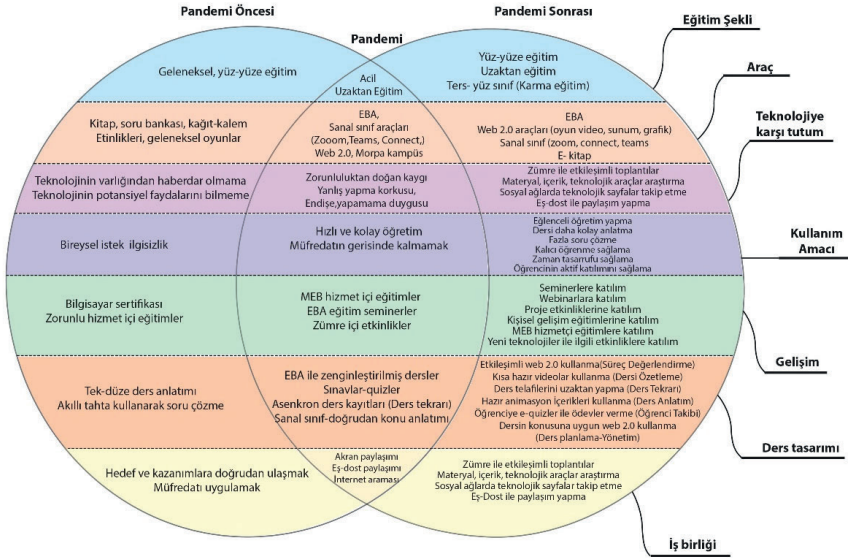 Pandemi Öncesi
Pandemi Sonrası
Pandemi
Eğitim Şekli
Geleneksel, yüz-yüze eğitim
Acil
Uzaktan Eğitim
Yüz-yüze eğitim
Uzaktan eğitim
Ters- yüz sınıf (Karma eğitim)
Araç
Kitap, soru bankası, kağıt-kalem
Etinlikleri, geleneksel oyunlar
EBA,
Sanal sınıf araçları
(Zooom,Teams, Connect,)
Web 2.0, Morpa kampüs
EBA
Web 2.0 araçları (oyun video, sunum, grafik)
Sanal sınıf (zoom, connect, teams
E- kitap
Teknolojiye
karşı tutum
Teknolojinin varlığından haberdar olmama
Teknolojinin potansiyel faydalarını bilmeme
Zorunluluktan doğan kaygı
Yanlış yapma korkusu,
Endişe,yapamama duygusu
Zümre ile etkileşimli toplantılar
Materyal, içerik, teknolojik araçlar araştırma
Sosyal ağlarda teknolojik sayfalar takip etme
Eş-dost ile paylaşım yapma
Kullanım
Amacı
Bireysel istek ilgisizlik
Hızlı ve kolay öğretim
Müfredatın gerisinde kalmamak
Eğlenceli öğretim yapma
Dersi daha kolay anlatma
Fazla soru çözme
Kalıcı öğrenme sağlama
Zaman tasarrufu sağlama
Öğrencinin aktif katılımını sağlama
Gelişim
Bilgisayar sertifikası
Zorunlu hizmet içi eğitimler
MEB hizmet içi eğitimler
EBA eğitim seminerler
Zümre içi etkinlikler
Seminerlere katılım
Webinarlara katılım
Proje etkinliklerine katılım
Kişisel gelişim eğitimlerine katılım
MEB hizmetçi eğitimlere katılım
Yeni teknolojiler ile ilgili etkinliklere katılım
Ders tasarımı
Tek-düze ders anlatımı
Akıllı tahta kullanarak soru çözme
EBA ile zenginleştirilmiş dersler
Sınavlar-quizler
Asenkron ders kayıtları (Ders tekrarı)
Sanal sınıf-doğrudan konu anlatımı
Etkileşimli web 2.0 kullanma(Süreç Değerlendirme)
Kısa hazır videolar kullanma (Dersi Özetleme)
Ders telafilerini uzaktan yapma (Ders Tekrarı)
Hazır animasyon İçerikleri kullanma (Ders Anlatım)
Öğrenciye e-quizler ile ödevler verme (Öğrenci Takibi)
Dersin konusuna uygun web 2.0 kullanma
(Ders planlama-Yönetim)
İş birliği
Hedef ve kazanımlara doğrudan ulaşmak
Müfredatı uygulamak
Akran paylaşımı
Eş-dost paylaşımı
Internet araması
Zümre ile etkileşimli toplantılar
Materyal, içerik, teknolojik araçlar araştırma
Sosyal ağlarda teknolojik sayfalar takip etme
Eş-Dost ile paylaşım yapma